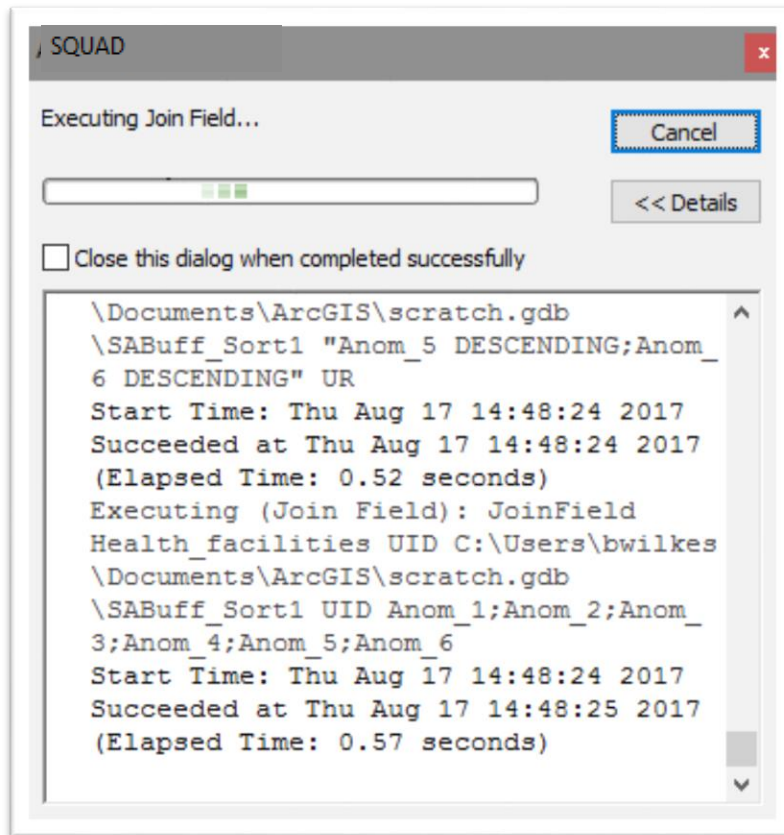 SQUAD
x
Executing Join Field...
Cancel
<< Details
Close this dialog when completed successfully
\Documents\ArcGIS\scratch.gdb
\SABuff_Sort1 "Anom_5 DESCENDING;Anom_
6 DESCENDING" UR
Start Time: Thu Aug 17 14:48:24 2017
Succeeded at Thu Aug 17 14:48:24 2017
(Elapsed Time: 0.52 seconds)
Executing (Join Field): JoinField
Health_facilities UID C:\Users\bwilkes
\Documents\ArcGIS\scratch.gdb
\SABuff_Sort1 UID Anom_1;Anom_2;Anom_
3;Anom_4;Anom_5;Anom_6
Start Time: Thu Aug 17 14:48:24 2017
Succeeded at Thu Aug 17 14:48:25 2017
(Elapsed Time: 0.57 seconds)